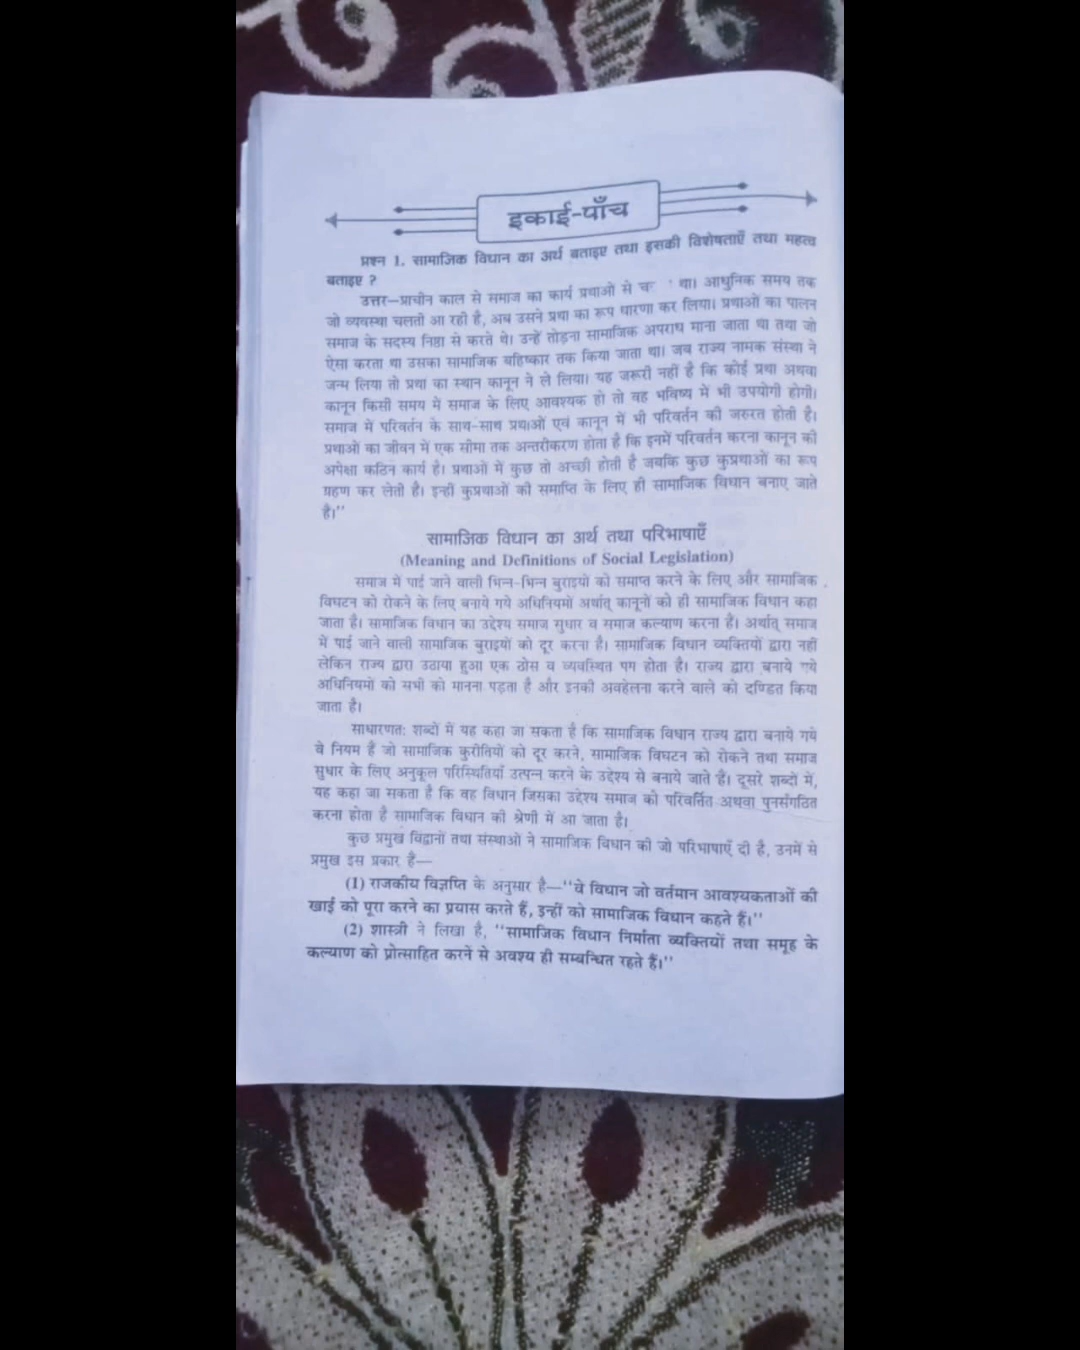 इकाई-पाँच
प्रश्न 1. सामाजिक विधान का अर्थ बताइए तथा इसकी विशेषताएँ तथा महत्व
बताइए ?
उत्तर—प्राचीन काल से समाज का कार्य प्रथाओं से था। आधुनिक समय तक
जो व्यवस्था चलती आ रही है, अब उसने प्रथा का रूप धारणा कर लिया। प्रथाओं का पालन
समाज के सदस्य निष्ठा से करते थे। उन्हें तोड़ना सामाजिक अपराध माना जाता था तथा जो
ऐसा करता था उसका सामाजिक बहिष्कार तक किया जाता था। जब राज्य नामक संस्था ने
जन्म लिया तो प्रथा का स्थान कानून ने ले लिया। यह जरूरी नहीं है कि कोई प्रथा अथवा
कानून किसी समय में समाज के लिए आवश्यक हो तो वह भविष्य में भी उपयोगी होगी।
समाज में परिवर्तन के साथ-साथ प्रथाओं एवं कानून में भी परिवर्तन की जरुरत होती है।
प्रथाओं का जीवन में एक सीमा तक अन्तरीकरण होता है कि इनमें परिवर्तन करना कानून की
अपेक्षा कठिन कार्य है। प्रथाओं में कुछ तो अच्छी होती है जबकि कुछ कुप्रथाओं का रूप
ग्रहण कर लेती है। इन्हीं कुप्रथाओं की समाप्ति के लिए ही सामाजिक विधान बनाए जाते
है।''
सामाजिक विधान का अर्थ तथा परिभाषाएँ
(Meaning and Definitions of Social Legislation)
समाज में पाई जाने वाली भिन्न-भिन्न बुराइयों को समाप्त करने के लिए और सामाजिक
विघटन को रोकने के लिए बनाये गये अधिनियमों अर्थात् कानूनों को ही सामाजिक विधान कहा
जाता है। सामाजिक विधान का उद्देश्य समाज सुधार व समाज कल्याण करना है। अर्थात् समाज
में पाई जाने वाली सामाजिक बुराइयों को दूर करना है। सामाजिक विधान व्यक्तियों द्वारा नहीं
लेकिन राज्य द्वारा उठाया हुआ एक ठोस व व्यवस्थित पग होता है। राज्य द्वारा बनाये गये
अधिनियमों को सभी को मानना पड़ता है और इनकी अवहेलना करने वाले को दण्डित किया
जाता है।
साधारणत: शब्दों में यह कहा जा सकता है कि सामाजिक विधान राज्य द्वारा बनाये गये
वे नियम हैं जो सामाजिक कुरीतियों को दूर करने, सामाजिक विघटन को रोकने तथा समाज
सुधार के लिए अनुकूल परिस्थितियाँ उत्पन्न करने के उद्देश्य से बनाये जाते है। दूसरे शब्दों में,
यह कहा जा सकता है कि वह विधान जिसका उद्देश्य समाज को परिवर्तित अथवा पुनर्संगठित
करना होता है सामाजिक विधान की श्रेणी में आ जाता है।
कुछ प्रमुख विद्वानों तथा संस्थाओं ने सामाजिक विधान की जो परिभाषाएँ दी है, उनमें से
प्रमुख इस प्रकार हैं—
(1) राजकीय विज्ञप्ति के अनुसार है—''वे विधान जो वर्तमान आवश्यकताओं की
खाई को पूरा करने का प्रयास करते हैं, इन्हीं को सामाजिक विधान कहते हैं।''
(2) शास्त्री ने लिखा है, ''सामाजिक विधान निर्माता व्यक्तियों तथा समूह के
कल्याण को प्रोत्साहित करने से अवश्य ही सम्बन्धित रहते हैं।''